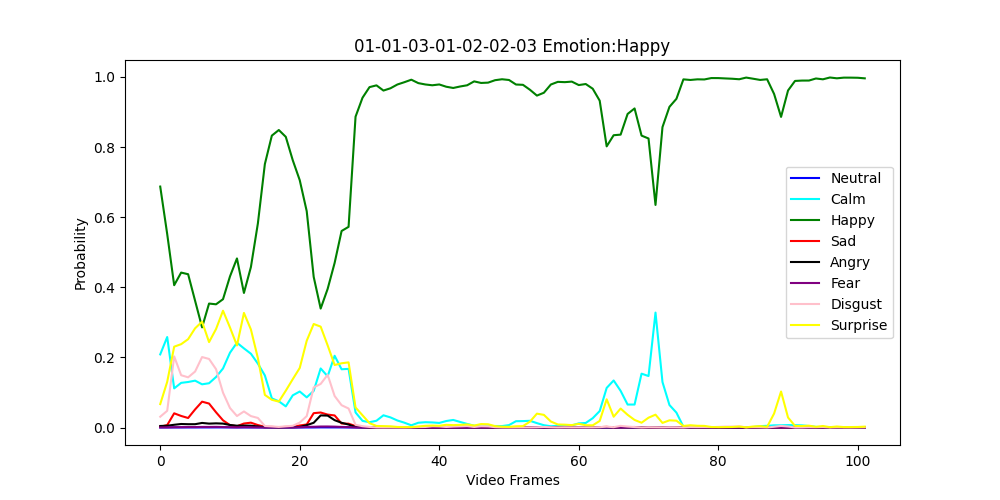 01-01-03-01-02-02-03 Emotion:Happy
1.0
0.8
0.6
0.4
0.2
0.0
Probability
0 20 40 60 80 100
Video Frames
Neutral
Calm
Happy
Sad
Angry
Fear
Disgust
Surprise